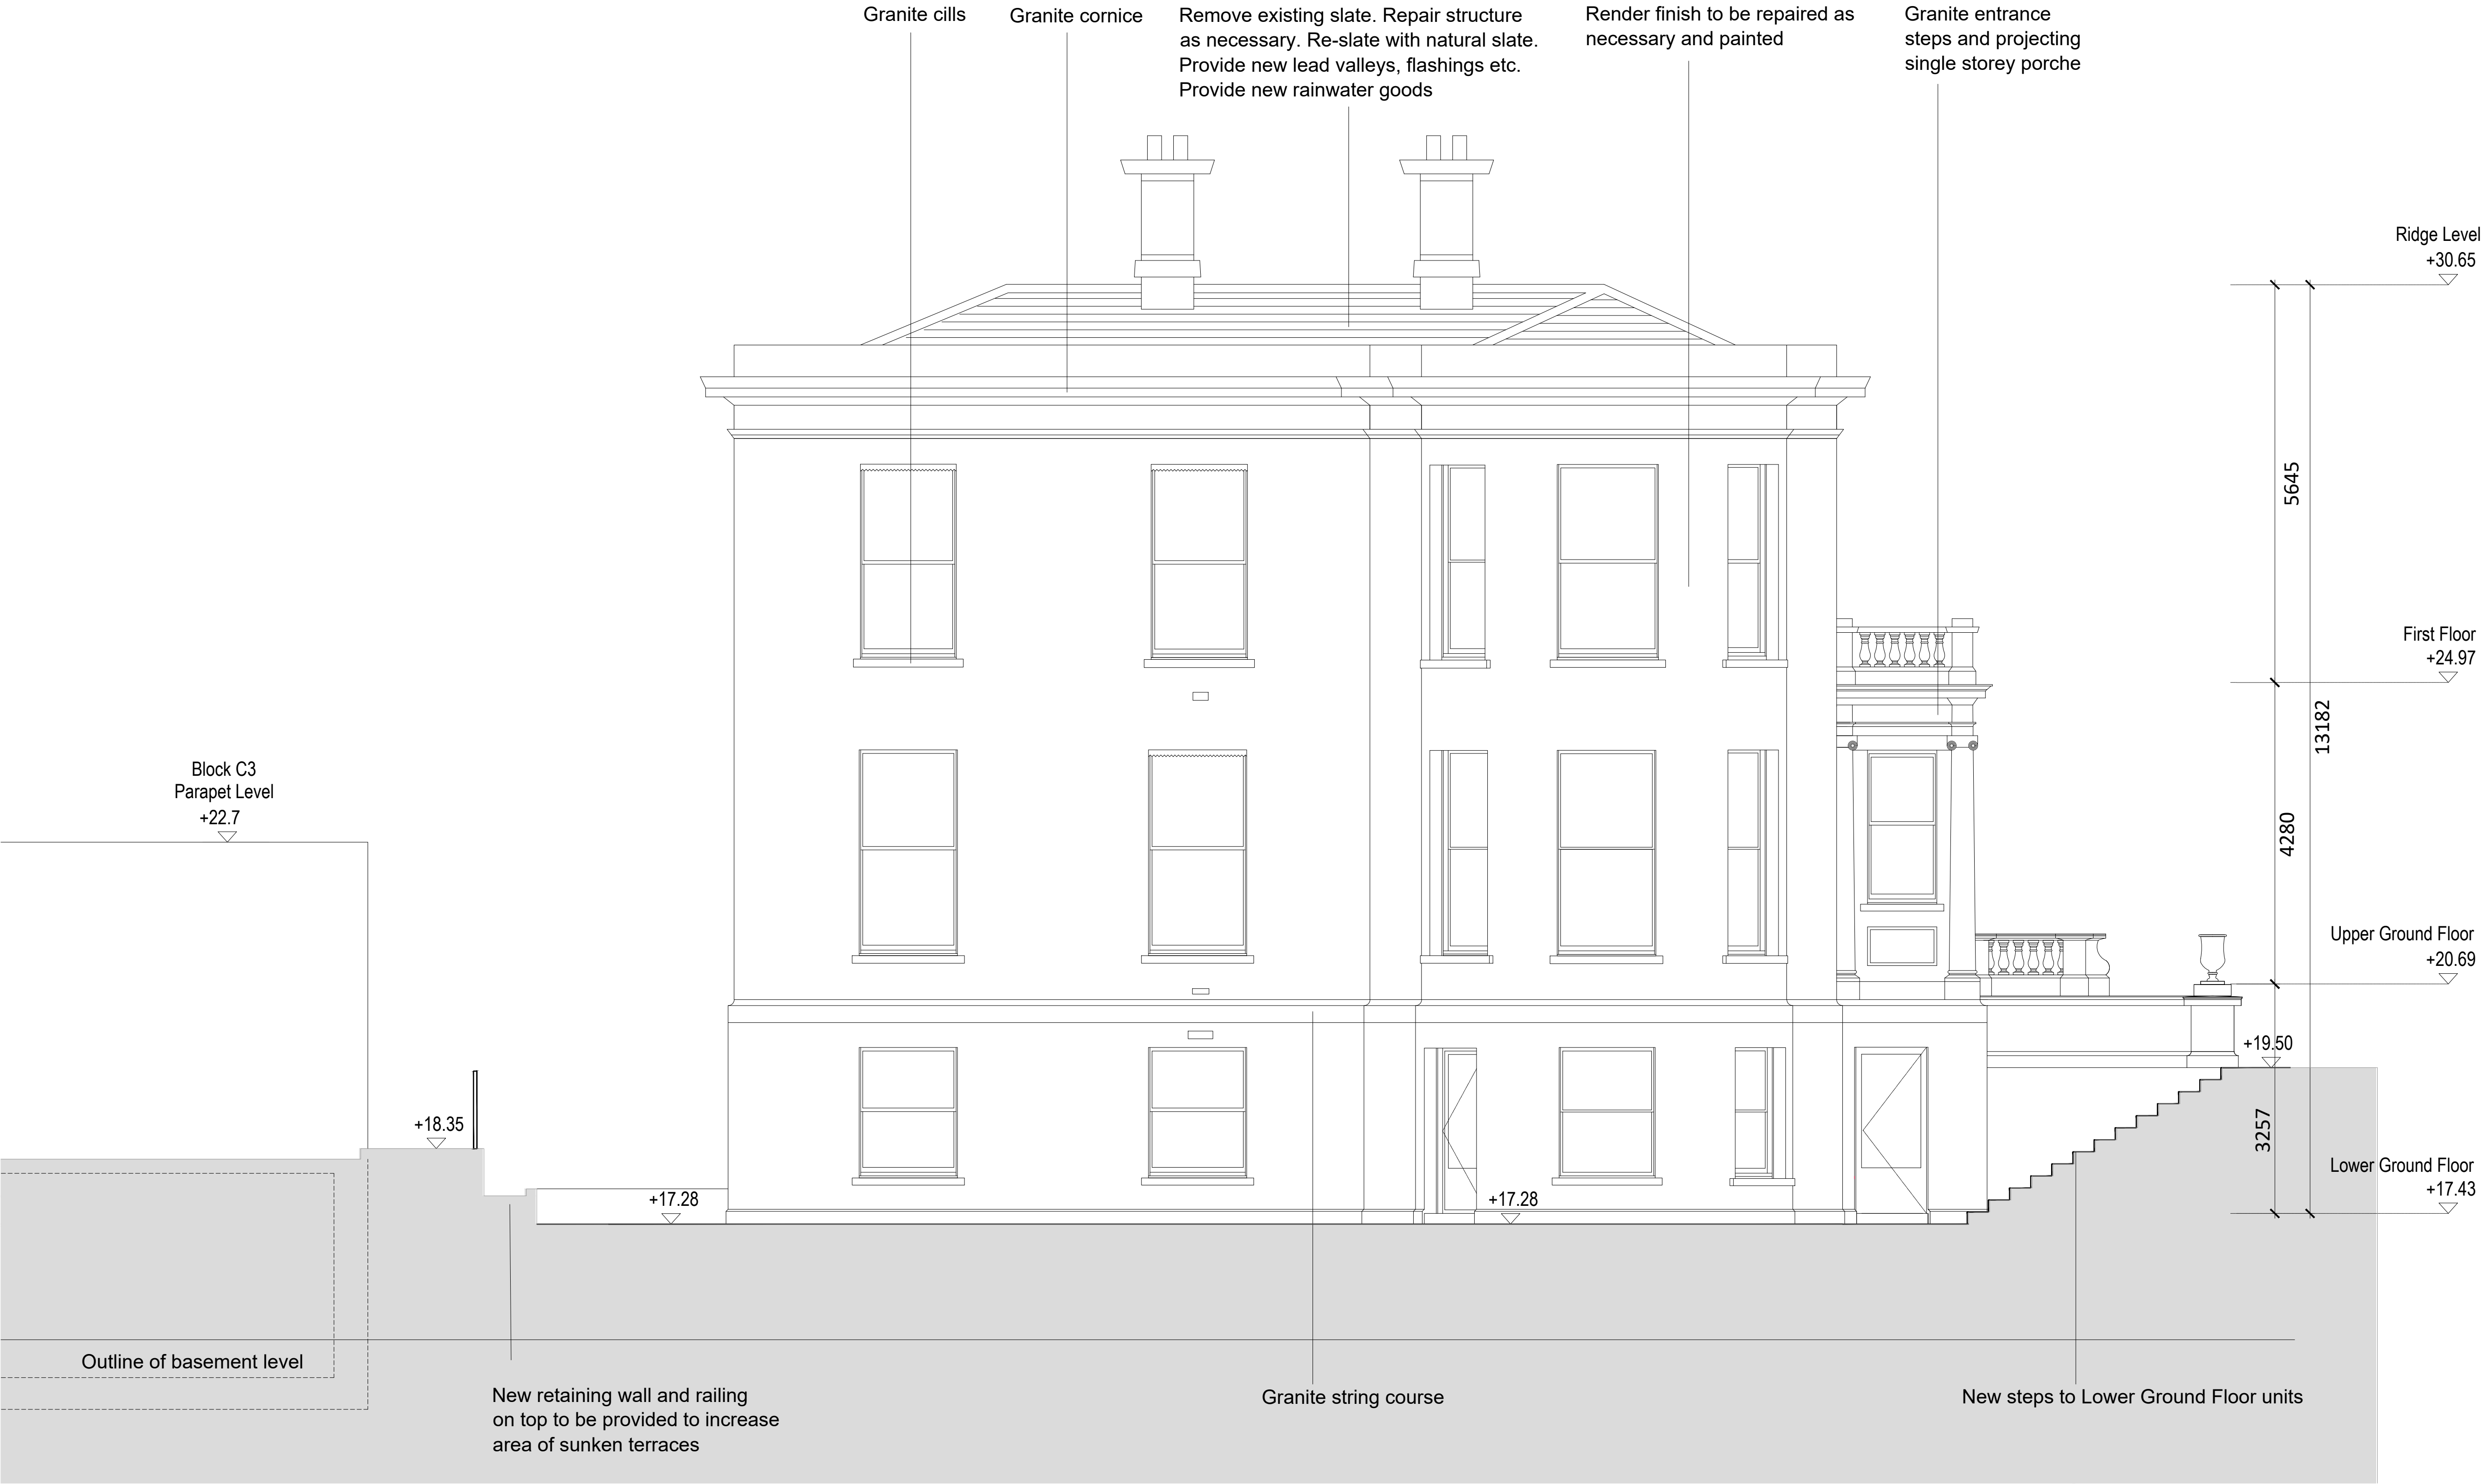 Granite cills
Granite cornice
Remove existing slate. Repair structure
as necessary. Re-slate with natural slate.
Provide new lead valleys, flashings etc.
Provide new rainwater goods
Render finish to be repaired as
necessary and painted
Granite entrance
steps and projecting
single storey porche
Ridge Level
+30.65
5645
First Floor
+24.97
13182
Block C3
Parapet Level
+22.7
4280
Upper Ground Floor
+20.69
+19.50
+18.35
3257
Lower Ground Floor
+17.43
+17.28
+17.28
Outline of basement level
New retaining wall and railing
on top to be provided to increase
area of sunken terraces
Granite string course
New steps to Lower Ground Floor units